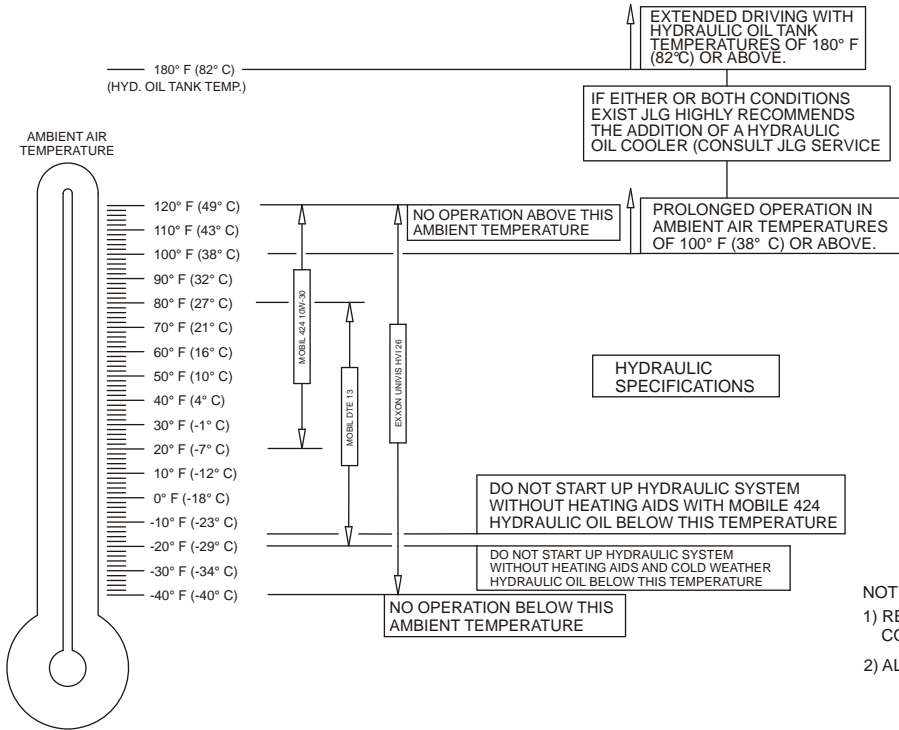 EXTENDED DRIVING WITH
HYDRAULIC OIL TANK
TEMPERATURES OF 180° F
(82°C) OR ABOVE.
180° F (82° C)
(HYD. OIL TANK TEMP.)
IF EITHER OR BOTH CONDITIONS
EXIST JLG HIGHLY RECOMMENDS
THE ADDITION OF A HYDRAULIC
OIL COOLER (CONSULT JLG SERVICE
AMBIENT AIR
TEMPERATURE
120° F (49° C)
110° F (43° C)
100° F (38° C)
90° F (32° C)
80° F (27° C)
70° F (21° C)
60° F (16° C)
50° F (10° C)
40° F (4° C)
30° F (-1° C)
20° F (-7° C)
10° F (-12° C)
0° F (-18° C)
-10° F (-23° C)
-20° F (-29° C)
-30° F (-34° C)
-40° F (-40° C)
MOBIL 424 10W-30
MOBIL DTE 13
EXXON UNIVIS HVI 26
NO OPERATION ABOVE THIS
AMBIENT TEMPERATURE
PROLONGED OPERATION IN
AMBIENT AIR TEMPERATURES
OF 100° F (38° C) OR ABOVE.
HYDRAULIC
SPECIFICATIONS
DO NOT START UP HYDRAULIC SYSTEM
WITHOUT HEATING AIDS WITH MOBILE 424
HYDRAULIC OIL BELOW THIS TEMPERATURE
DO NOT START UP HYDRAULIC SYSTEM
WITHOUT HEATING AIDS AND COLD WEATHER
HYDRAULIC OIL BELOW THIS TEMPERATURE
NO OPERATION BELOW THIS
AMBIENT TEMPERATURE
NOT
1) RE
CO
2) AL